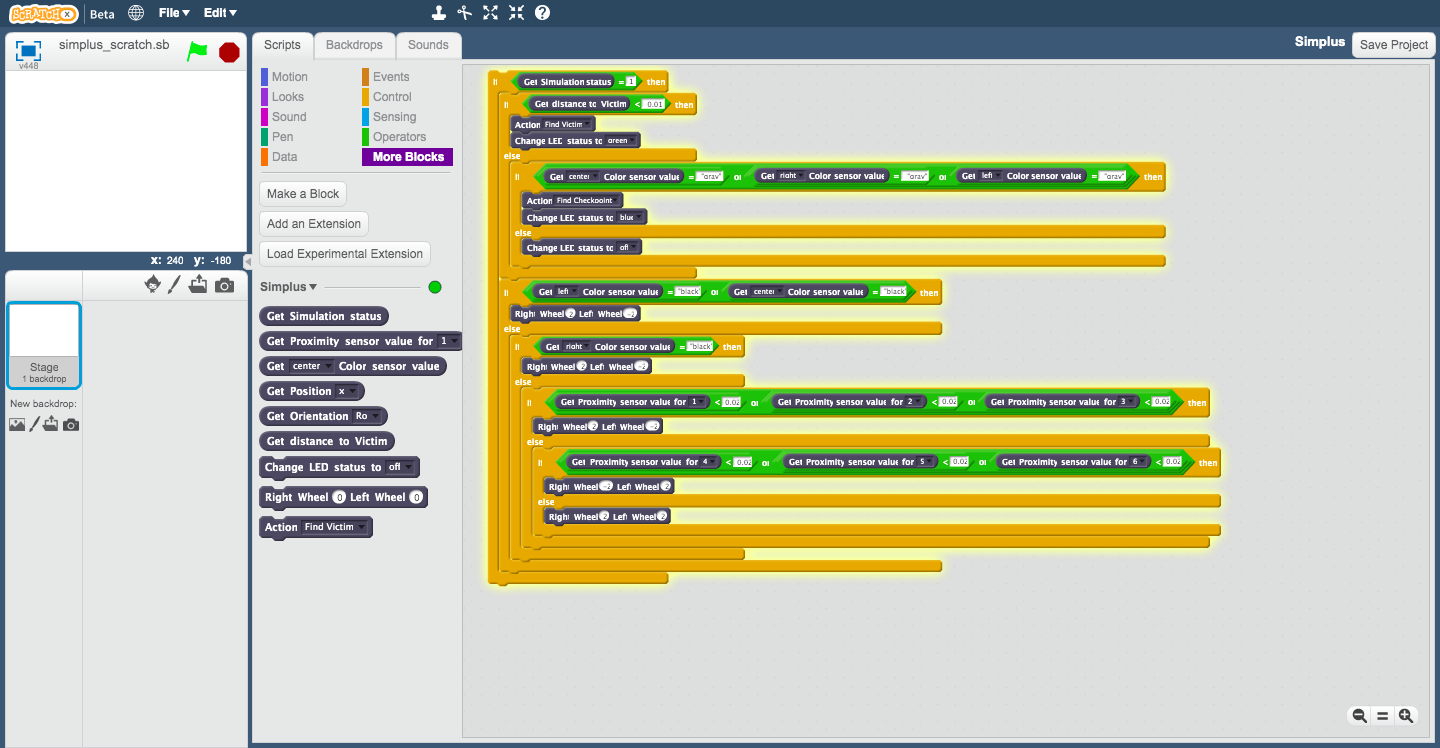 SCRATCHX Beta File Edit
simplus_scratch.sb
v448
Scripts Backdrops Sounds
Simplus Save Project
Motion Events
Looks Control
Sound Sensing
Pen Operators
Data More Blocks
Make a Block
Add an Extension
Load Experimental Extension
Simplus
Get Simulation status
Get Proximity sensor value for 1
Get center Color sensor value
Get Position x
Get Orientation Ro
Get distance to Victim
Change LED status to off
Right Wheel 0 Left Wheel 0
Action Find Victim
x: 240 y: -180
Stage
1 backdrop
New backdrop:
if Get Simulation status = 1 then
if Get distance to Victim < 0.01 then
Action Find Victim
Change LED status to green
else
if Get center Color sensor value = "gray" or Get right Color sensor value = "gray" or Get left Color sensor value = "gray" then
Action Find Checkpoint
Change LED status to blue
else
Change LED status to off
if Get left Color sensor value = "black" or Get center Color sensor value = "black" then
Right Wheel 2 Left Wheel -2
else
if Get right Color sensor value = "black" then
Right Wheel 2 Left Wheel -2
else
if Get Proximity sensor value for 1 < 0.02 or Get Proximity sensor value for 2 < 0.02 or Get Proximity sensor value for 3 < 0.02 then
Right Wheel 2 Left Wheel -2
else
if Get Proximity sensor value for 4 < 0.02 or Get Proximity sensor value for 5 < 0.02 or Get Proximity sensor value for 6 < 0.02 then
Right Wheel -2 Left Wheel 2
else
Right Wheel 2 Left Wheel 2